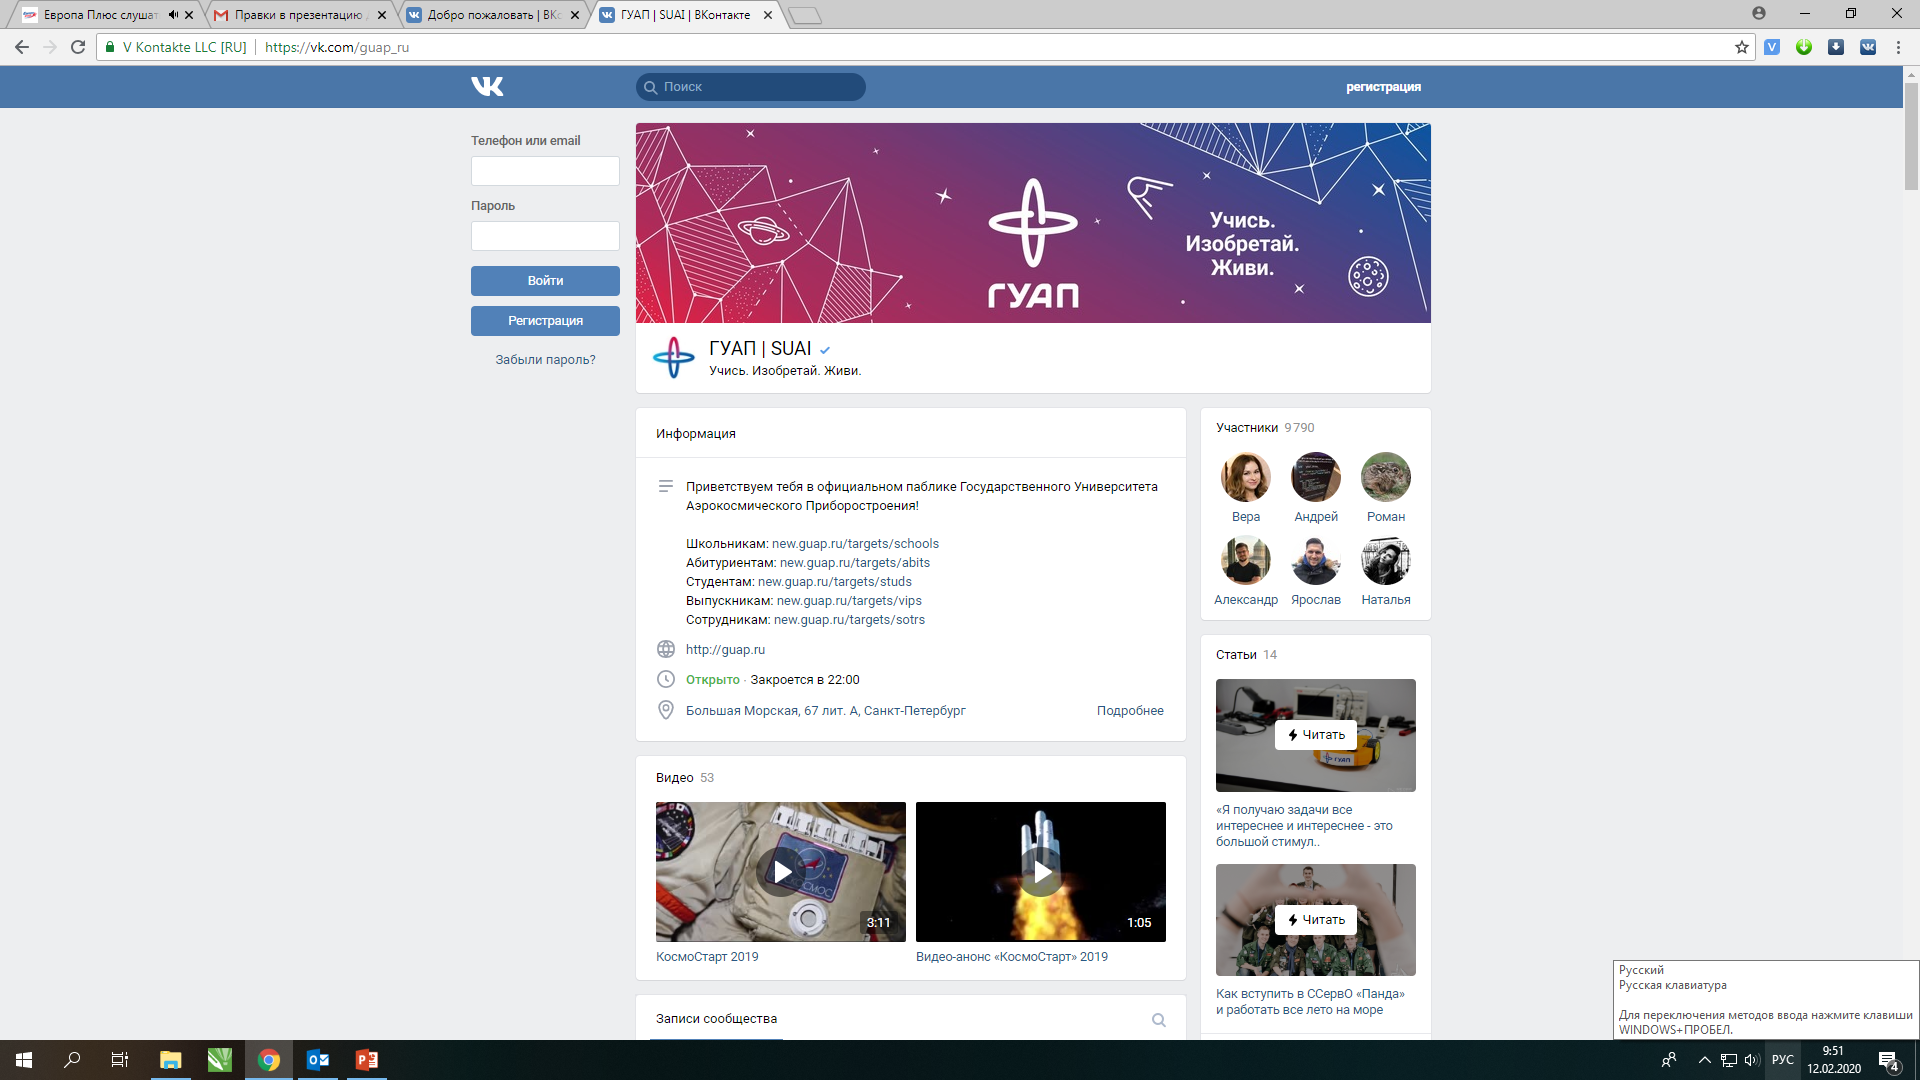 Европа Плюс слушат
Правки в презентацию
Добро пожаловать | ВКо
ГУАП | SUAI | ВКонтакте
V Kontakte LLC [RU]
https://vk.com/guap_ru
Поиск
регистрация
Телефон или email
Пароль
Войти
Регистрация
Забыли пароль?
ГУАП
Учись.
Изобретай.
Живи.
ГУАП | SUAI
Учись. Изобретай. Живи.
Информация
Приветствуем тебя в официальном паблике Государственного Университета
Аэрокосмического Приборостроения!
Школьникам: new.guap.ru/targets/schools
Абитуриентам: new.guap.ru/targets/abits
Студентам: new.guap.ru/targets/studs
Выпускникам: new.guap.ru/targets/vips
Сотрудникам: new.guap.ru/targets/sotrs
http://guap.ru
Открыто · Закроется в 22:00
Большая Морская, 67 лит. А, Санкт-Петербург
Подробнее
Видео 53
3:11
1:05
КосмоСтарт 2019
Видео-анонс «КосмоСтарт» 2019
Записи сообщества
Участники 9 790
Вера
Андрей
Роман
Александр
Ярослав
Наталья
Статьи 14
Читать
ГУАП
«Я получаю задачи все
интереснее и интереснее - это
большой стимул..
Читать
Как вступить в ССервО «Панда»
и работать все лето на море
Русский
Русская клавиатура
Для переключения методов ввода нажмите клавиши
WINDOWS+ПРОБЕЛ.
РУС
9:51
12.02.2020
4